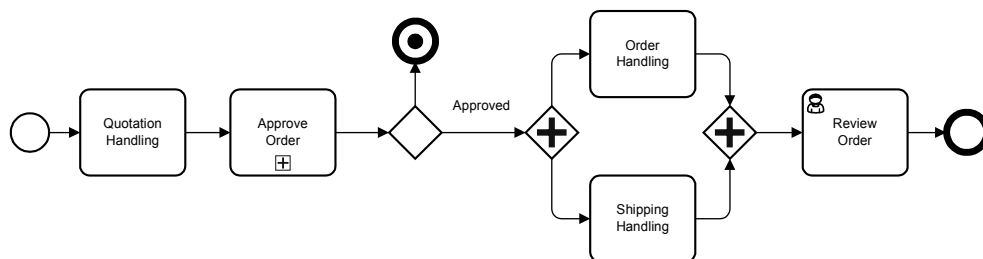 Quotation
Handling
Approve
Order
Approved
Order
Handling
Shipping
Handling
Review
Order